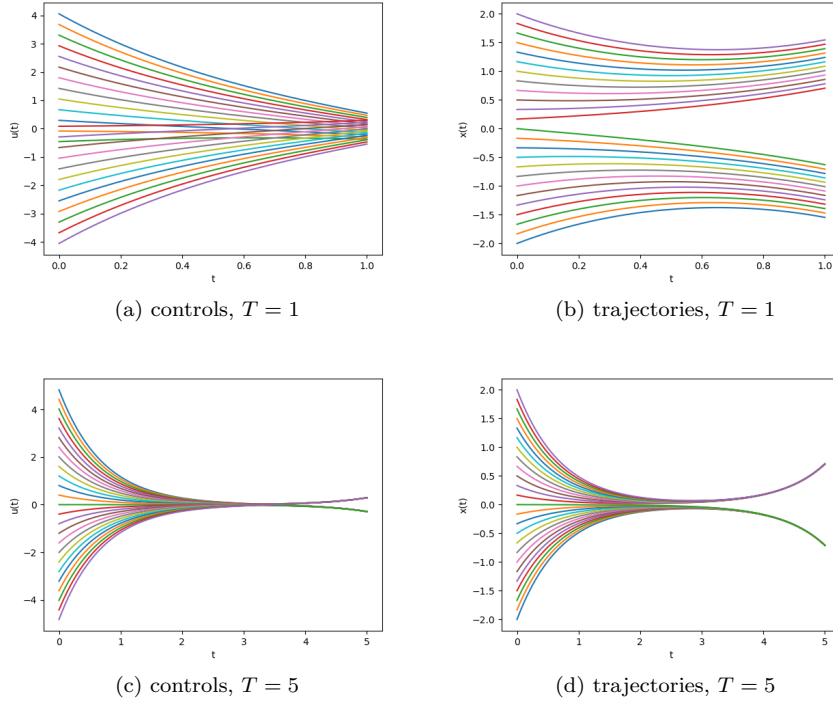 4
3
2
1
0
−1
−2
−3
−4
u(t)
0.0 0.2 0.4 0.6 0.8 1.0
t
(a) controls, T = 1
2.0
1.5
1.0
0.5
0.0
−0.5
−1.0
−1.5
−2.0
x(t)
0.0 0.2 0.4 0.6 0.8 1.0
t
(b) trajectories, T = 1
4
2
0
−2
−4
u(t)
0 1 2 3 4 5
t
(c) controls, T = 5
2.0
1.5
1.0
0.5
0.0
−0.5
−1.0
−1.5
−2.0
x(t)
0 1 2 3 4 5
t
(d) trajectories, T = 5